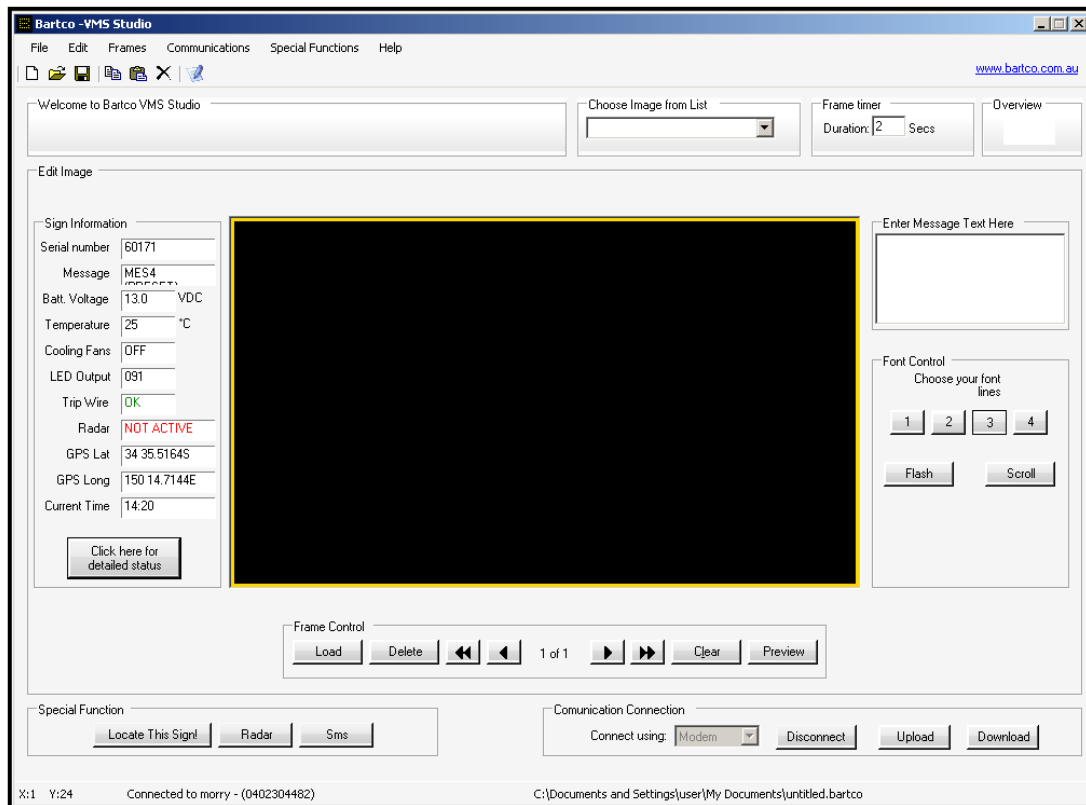 Bartco -VMS Studio
File Edit Frames Communications Special Functions Help
www.bartco.com.au
Welcome to Bartco VMS Studio
Choose Image from List
Frame timer
Duration: 2 Secs
Overview
Edit Image
Sign Information
Serial number 60171
Message MES4
(PRESET)
Batt. Voltage 13.0 VDC
Temperature 25 °C
Cooling Fans OFF
LED Output 091
Trip Wire OK
Radar NOT ACTIVE
GPS Lat 34 35.5164S
GPS Long 150 14.7144E
Current Time 14:20
Click here for
detailed status
Enter Message Text Here
Font Control
Choose your font
lines
1 2 3 4
Flash Scroll
Frame Control
Load Delete 1 of 1 Clear Preview
Special Function
Locate This Sign! Radar Sms
Comunication Connection
Connect using: Modem Disconnect Upload Download
X:1 Y:24 Connected to morry - (0402304482) C:\Documents and Settings\user\My Documents\untitled.bartco